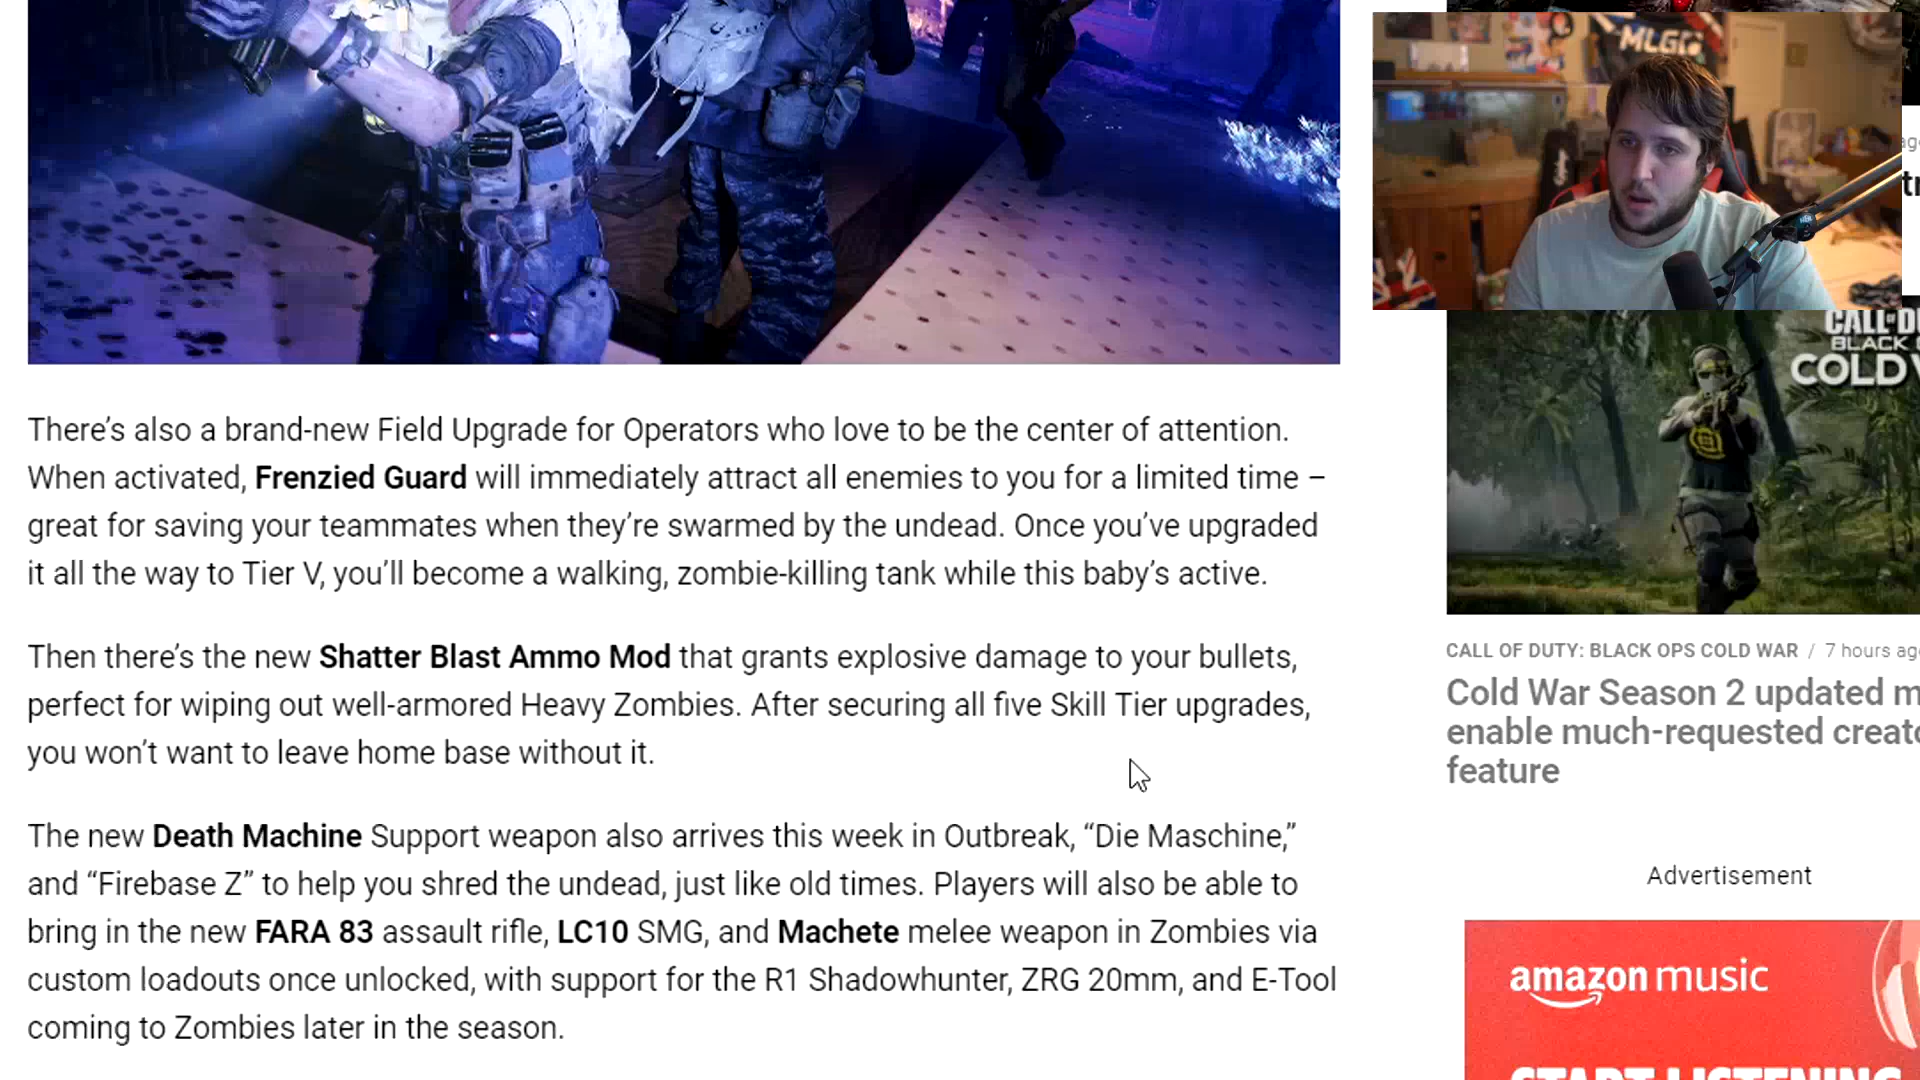 MLG
There’s also a brand-new Field Upgrade for Operators who love to be the center of attention.
When activated, Frenzied Guard will immediately attract all enemies to you for a limited time –
great for saving your teammates when they’re swarmed by the undead. Once you’ve upgraded
it all the way to Tier V, you’ll become a walking, zombie-killing tank while this baby’s active.
Then there’s the new Shatter Blast Ammo Mod that grants explosive damage to your bullets,
perfect for wiping out well-armored Heavy Zombies. After securing all five Skill Tier upgrades,
you won’t want to leave home base without it.
The new Death Machine Support weapon also arrives this week in Outbreak, “Die Maschine,”
and “Firebase Z” to help you shred the undead, just like old times. Players will also be able to
bring in the new FARA 83 assault rifle, LC10 SMG, and Machete melee weapon in Zombies via
custom loadouts once unlocked, with support for the R1 Shadowhunter, ZRG 20mm, and E-Tool
coming to Zombies later in the season.
CALL OF DU
BLACK
COLD
CALL OF DUTY: BLACK OPS COLD WAR / 7 hours ag
Cold War Season 2 updated m
enable much-requested creat
feature
Advertisement
amazon music
START LISTENING